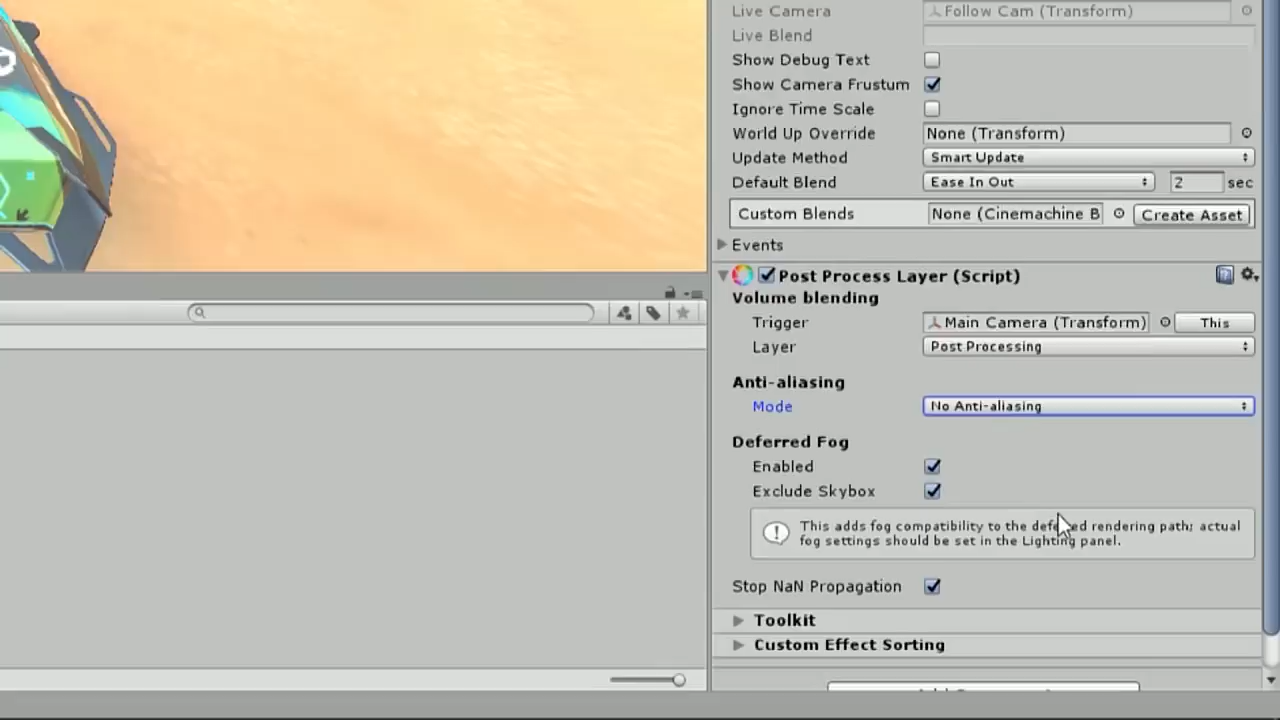 Live Camera Follow Cam (Transform)
Live Blend
Show Debug Text
Show Camera Frustum
Ignore Time Scale
World Up Override None (Transform)
Update Method Smart Update
Default Blend Ease In Out 2 sec
Custom Blends None (Cinemachine B Create Asset
Events
Post Process Layer (Script)
Volume blending
Trigger Main Camera (Transform) This
Layer Post Processing
Anti-aliasing
Mode No Anti-aliasing
Deferred Fog
Enabled
Exclude Skybox
This adds fog compatibility to the deferred rendering path; actual
fog settings should be set in the Lighting panel.
Stop NaN Propagation
Toolkit
Custom Effect Sorting